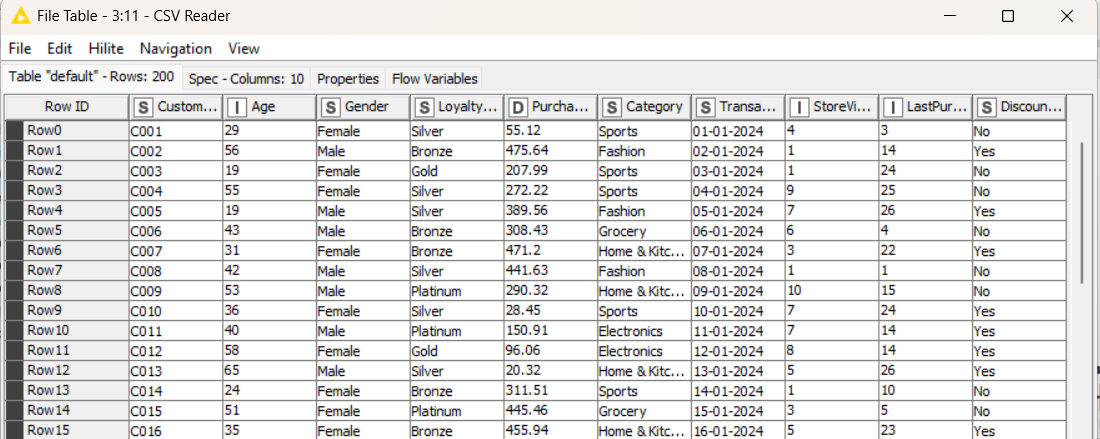 File Table - 3:11 - CSV Reader
File Edit Hilite Navigation View
Table "default" - Rows: 200 Spec - Columns: 10 Properties Flow Variables
Row ID S Custom... I Age S Gender S Loyalty... D Purcha... S Category S Transa... I StoreVi... I LastPur... S Discoun...
Row0 C001 29 Female Silver 55.12 Sports 01-01-2024 4 3 No
Row1 C002 56 Male Bronze 475.64 Fashion 02-01-2024 1 14 Yes
Row2 C003 19 Female Gold 207.99 Sports 03-01-2024 1 24 No
Row3 C004 55 Female Silver 272.22 Sports 04-01-2024 9 25 No
Row4 C005 19 Male Silver 389.56 Fashion 05-01-2024 7 26 Yes
Row5 C006 43 Male Bronze 308.43 Grocery 06-01-2024 6 4 No
Row6 C007 31 Female Bronze 471.2 Home & Kitc... 07-01-2024 3 22 Yes
Row7 C008 42 Male Silver 441.63 Fashion 08-01-2024 1 1 No
Row8 C009 53 Male Platinum 290.32 Home & Kitc... 09-01-2024 10 15 No
Row9 C010 36 Female Silver 28.45 Sports 10-01-2024 7 24 Yes
Row10 C011 40 Male Platinum 150.91 Electronics 11-01-2024 7 14 Yes
Row11 C012 58 Female Gold 96.06 Electronics 12-01-2024 8 14 Yes
Row12 C013 65 Male Silver 20.32 Home & Kitc... 13-01-2024 5 26 Yes
Row13 C014 24 Female Bronze 311.51 Sports 14-01-2024 1 10 No
Row14 C015 51 Female Platinum 445.46 Grocery 15-01-2024 3 5 No
Row15 C016 35 Female Bronze 455.94 Home & Kitc... 16-01-2024 5 23 Yes